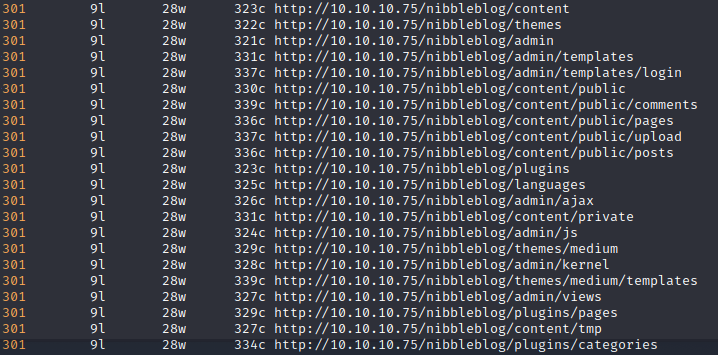 301 9l 28w 323c http://10.10.10.75/nibbleblog/content
301 9l 28w 322c http://10.10.10.75/nibbleblog/themes
301 9l 28w 321c http://10.10.10.75/nibbleblog/admin
301 9l 28w 331c http://10.10.10.75/nibbleblog/admin/templates
301 9l 28w 337c http://10.10.10.75/nibbleblog/admin/templates/login
301 9l 28w 330c http://10.10.10.75/nibbleblog/content/public
301 9l 28w 339c http://10.10.10.75/nibbleblog/content/public/comments
301 9l 28w 336c http://10.10.10.75/nibbleblog/content/public/pages
301 9l 28w 337c http://10.10.10.75/nibbleblog/content/public/upload
301 9l 28w 336c http://10.10.10.75/nibbleblog/content/public/posts
301 9l 28w 323c http://10.10.10.75/nibbleblog/plugins
301 9l 28w 325c http://10.10.10.75/nibbleblog/languages
301 9l 28w 326c http://10.10.10.75/nibbleblog/admin/ajax
301 9l 28w 331c http://10.10.10.75/nibbleblog/content/private
301 9l 28w 324c http://10.10.10.75/nibbleblog/admin/js
301 9l 28w 329c http://10.10.10.75/nibbleblog/themes/medium
301 9l 28w 328c http://10.10.10.75/nibbleblog/admin/kernel
301 9l 28w 339c http://10.10.10.75/nibbleblog/themes/medium/templates
301 9l 28w 327c http://10.10.10.75/nibbleblog/admin/views
301 9l 28w 329c http://10.10.10.75/nibbleblog/plugins/pages
301 9l 28w 327c http://10.10.10.75/nibbleblog/content/tmp
301 9l 28w 334c http://10.10.10.75/nibbleblog/plugins/categories